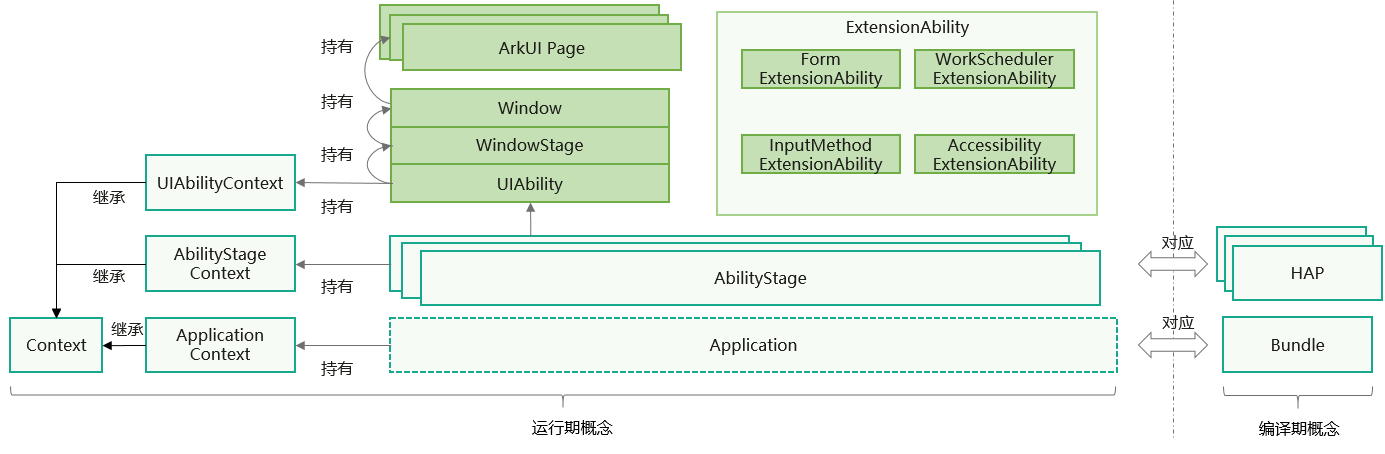 持有
ArkUI Page
ExtensionAbility
Form
ExtensionAbility
WorkScheduler
ExtensionAbility
持有
Window
InputMethod
ExtensionAbility
Accessibility
ExtensionAbility
持有
WindowStage
UIAbilityContext
UIAbility
继承
持有
AbilityStage
Context
继承
持有
AbilityStage
对应
HAP
Context
继承
Application
Context
持有
Application
对应
Bundle
运行期概念
编译期概念